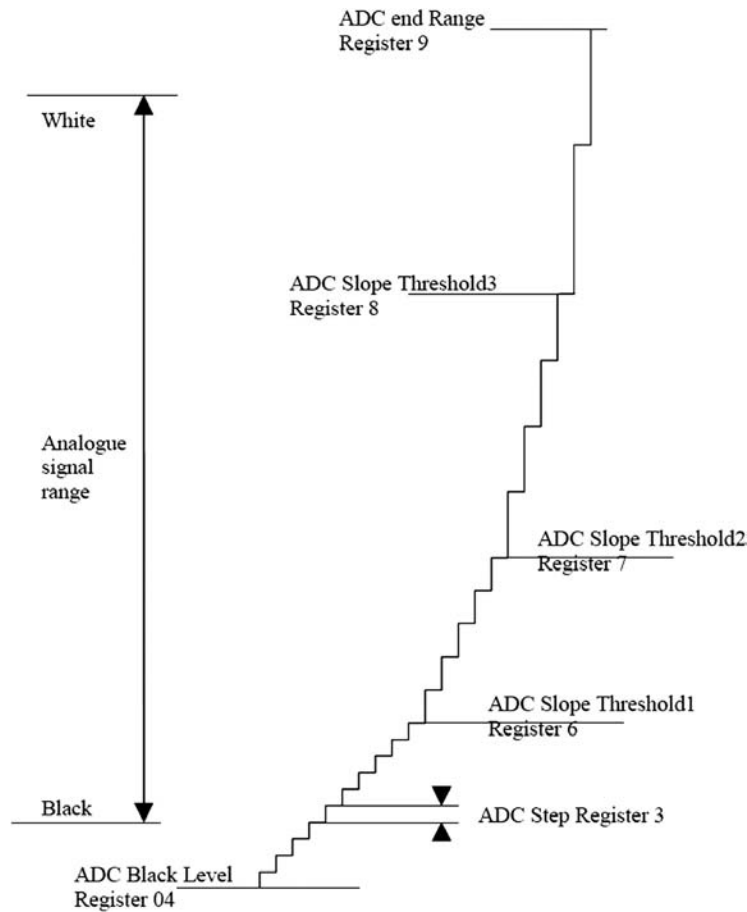 ADC end Range
Register 9
White
ADC Slope Threshold3
Register 8
Analogue
signal
range
ADC Slope Threshold2
Register 7
ADC Slope Threshold1
Register 6
Black
ADC Step Register 3
ADC Black Level
Register 04